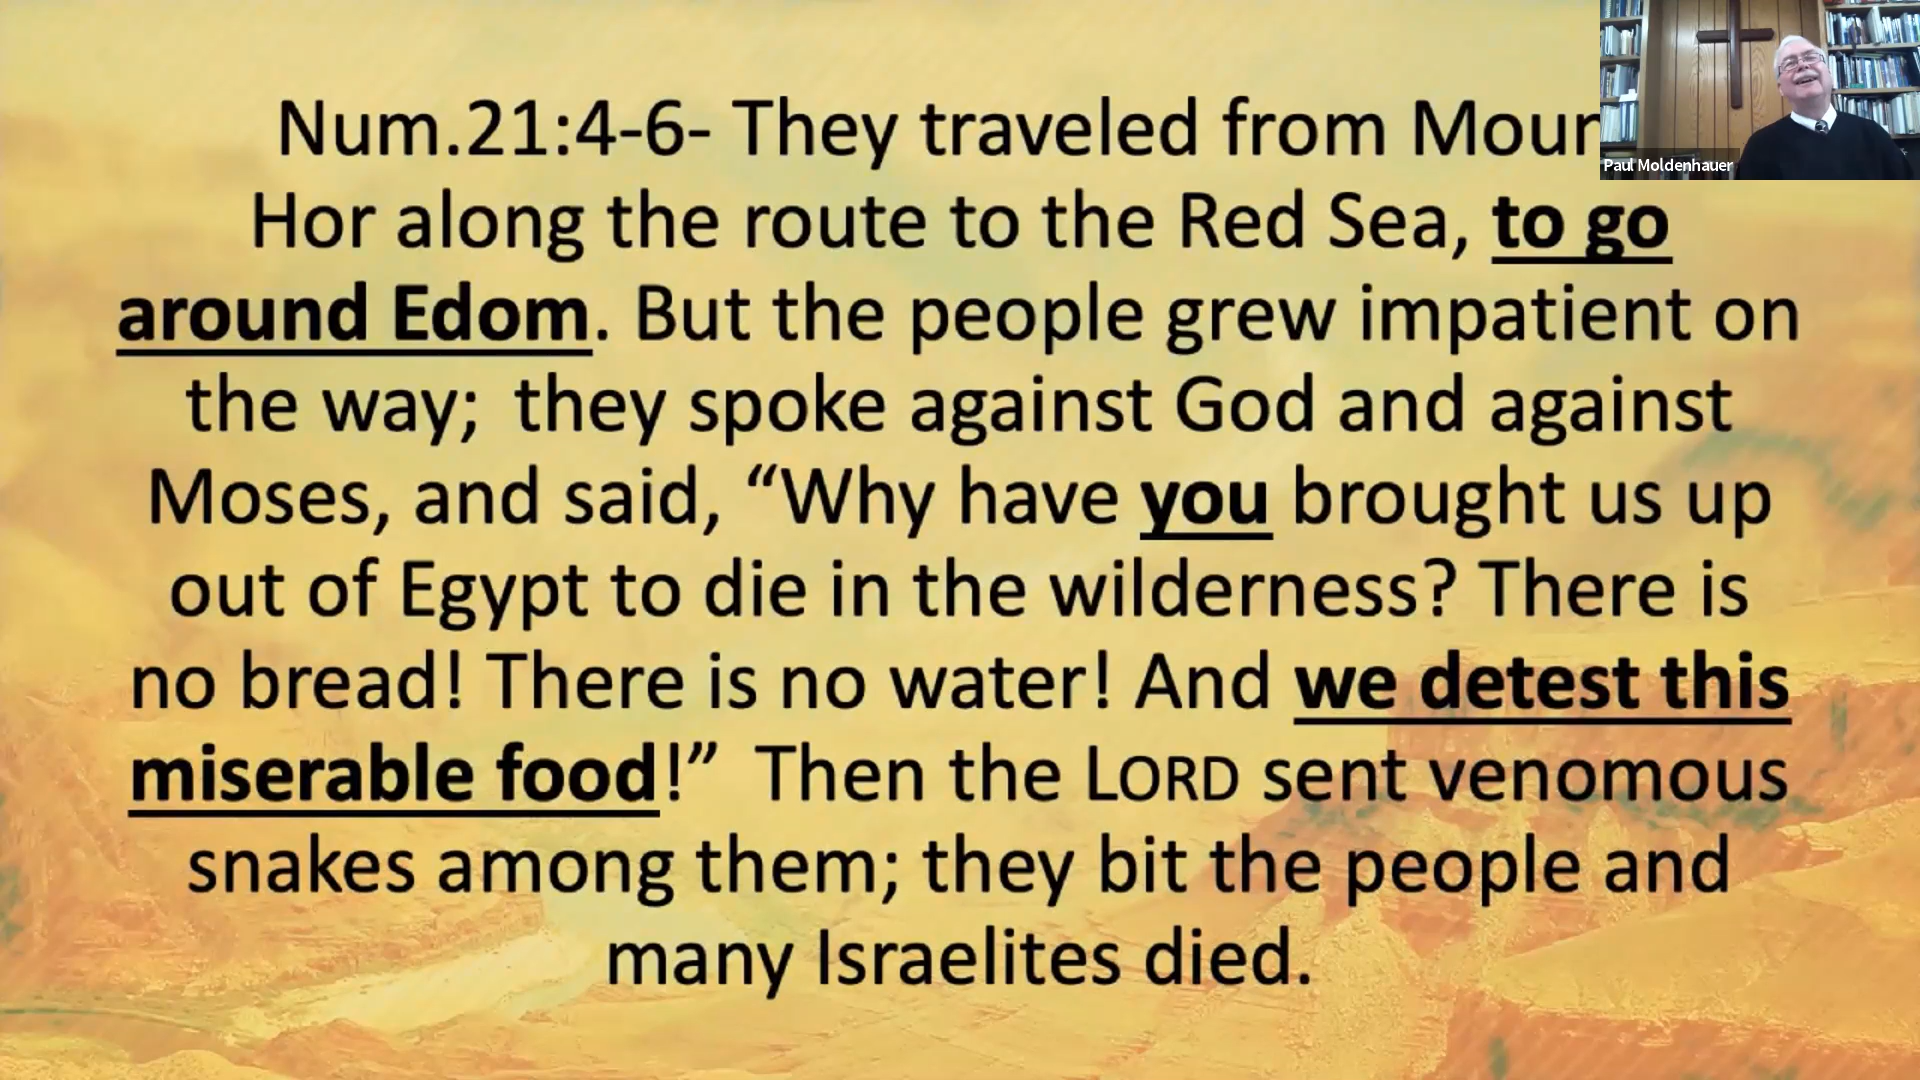 Num.21:4-6- They traveled from Moun
Hor along the route to the Red Sea, to go
around Edom. But the people grew impatient on
the way; they spoke against God and against
Moses, and said, “Why have you brought us up
out of Egypt to die in the wilderness? There is
no bread! There is no water! And we detest this
miserable food!” Then the LORD sent venomous
snakes among them; they bit the people and
many Israelites died.
Paul Moldenhauer